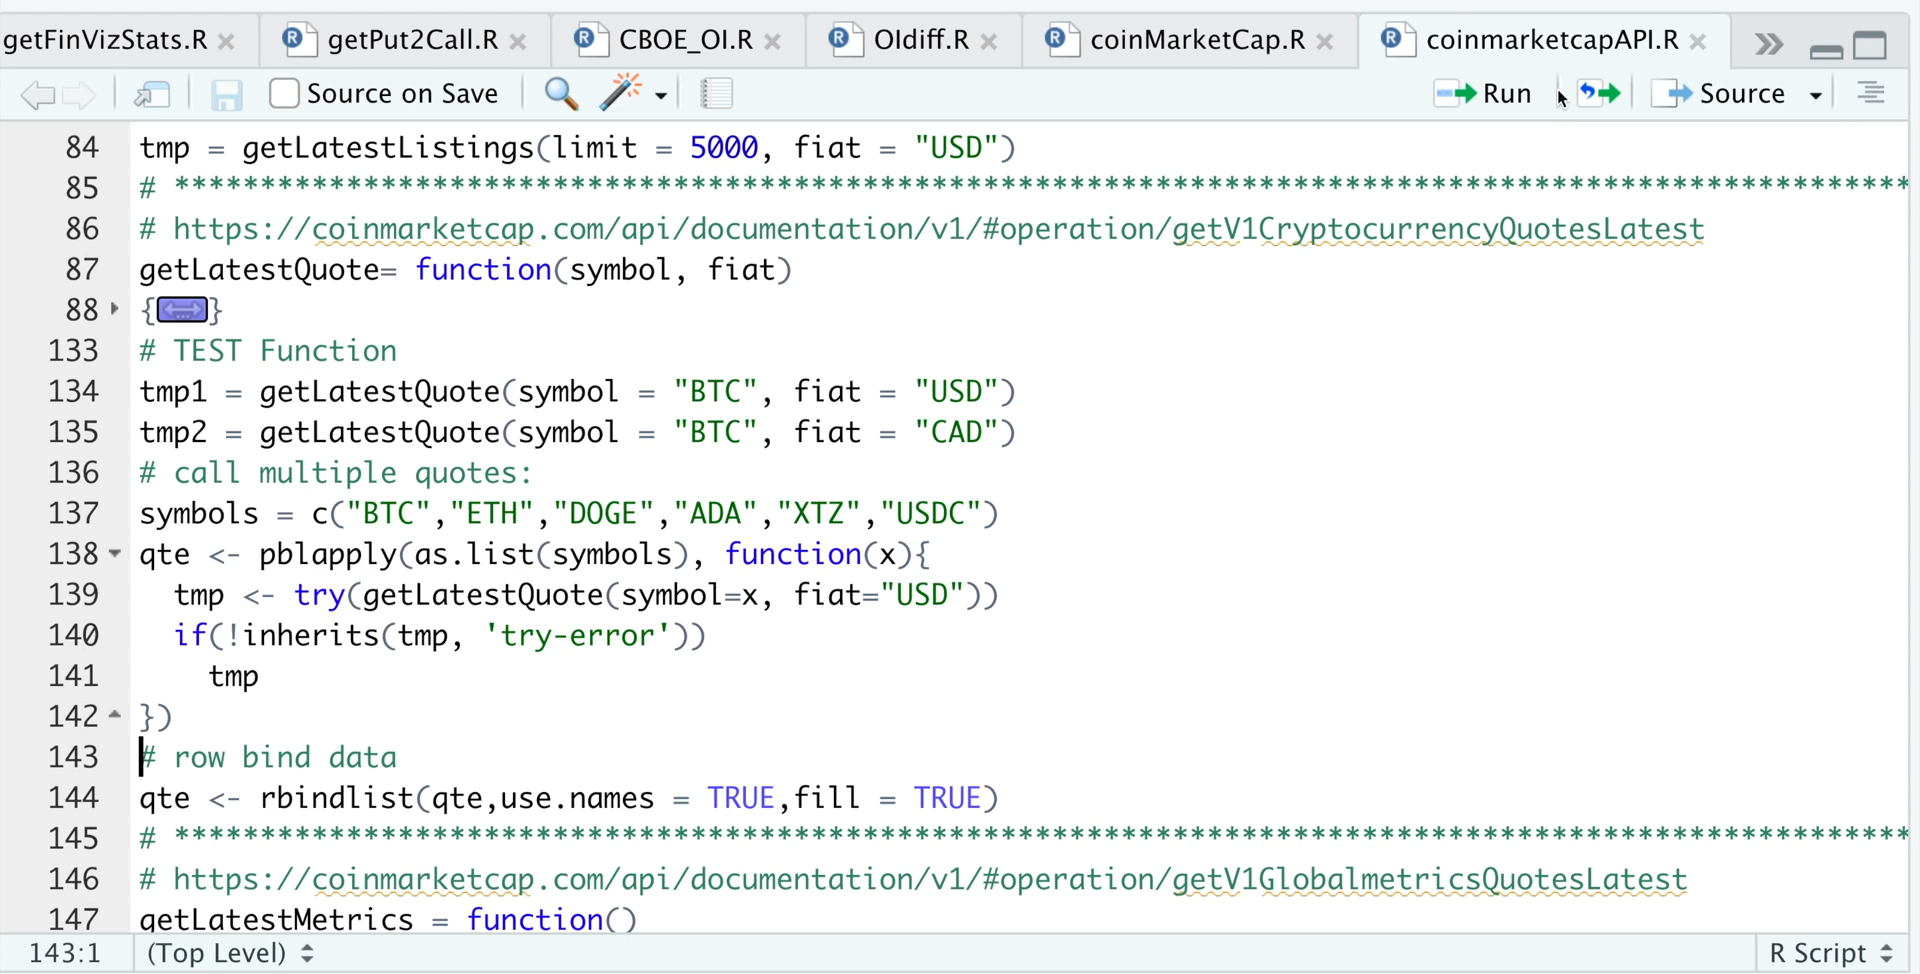 getFinVizStats.R getPut2Call.R CBOE_OI.R OIdiff.R coinMarketCap.R coinmarketcapAPI.R
Source on Save Run Source
84 tmp = getLatestListings(limit = 5000, fiat = "USD")
85 # *****************************************************************************************************
86 # https://coinmarketcap.com/api/documentation/v1/#operation/getV1CryptocurrencyQuotesLatest
87 getLatestQuote= function(symbol, fiat)
88 {}
133 # TEST Function
134 tmp1 = getLatestQuote(symbol = "BTC", fiat = "USD")
135 tmp2 = getLatestQuote(symbol = "BTC", fiat = "CAD")
136 # call multiple quotes:
137 symbols = c("BTC","ETH","DOGE","ADA","XTZ","USDC")
138 qte <- pblapply(as.list(symbols), function(x){
139 tmp <- try(getLatestQuote(symbol=x, fiat="USD"))
140 if(!inherits(tmp, 'try-error'))
141 tmp
142 })
143 # row bind data
144 qte <- rbindlist(qte,use.names = TRUE,fill = TRUE)
145 # *****************************************************************************************************
146 # https://coinmarketcap.com/api/documentation/v1/#operation/getV1GlobalmetricsQuotesLatest
147 getLatestMetrics = function()
143:1 (Top Level) R Script